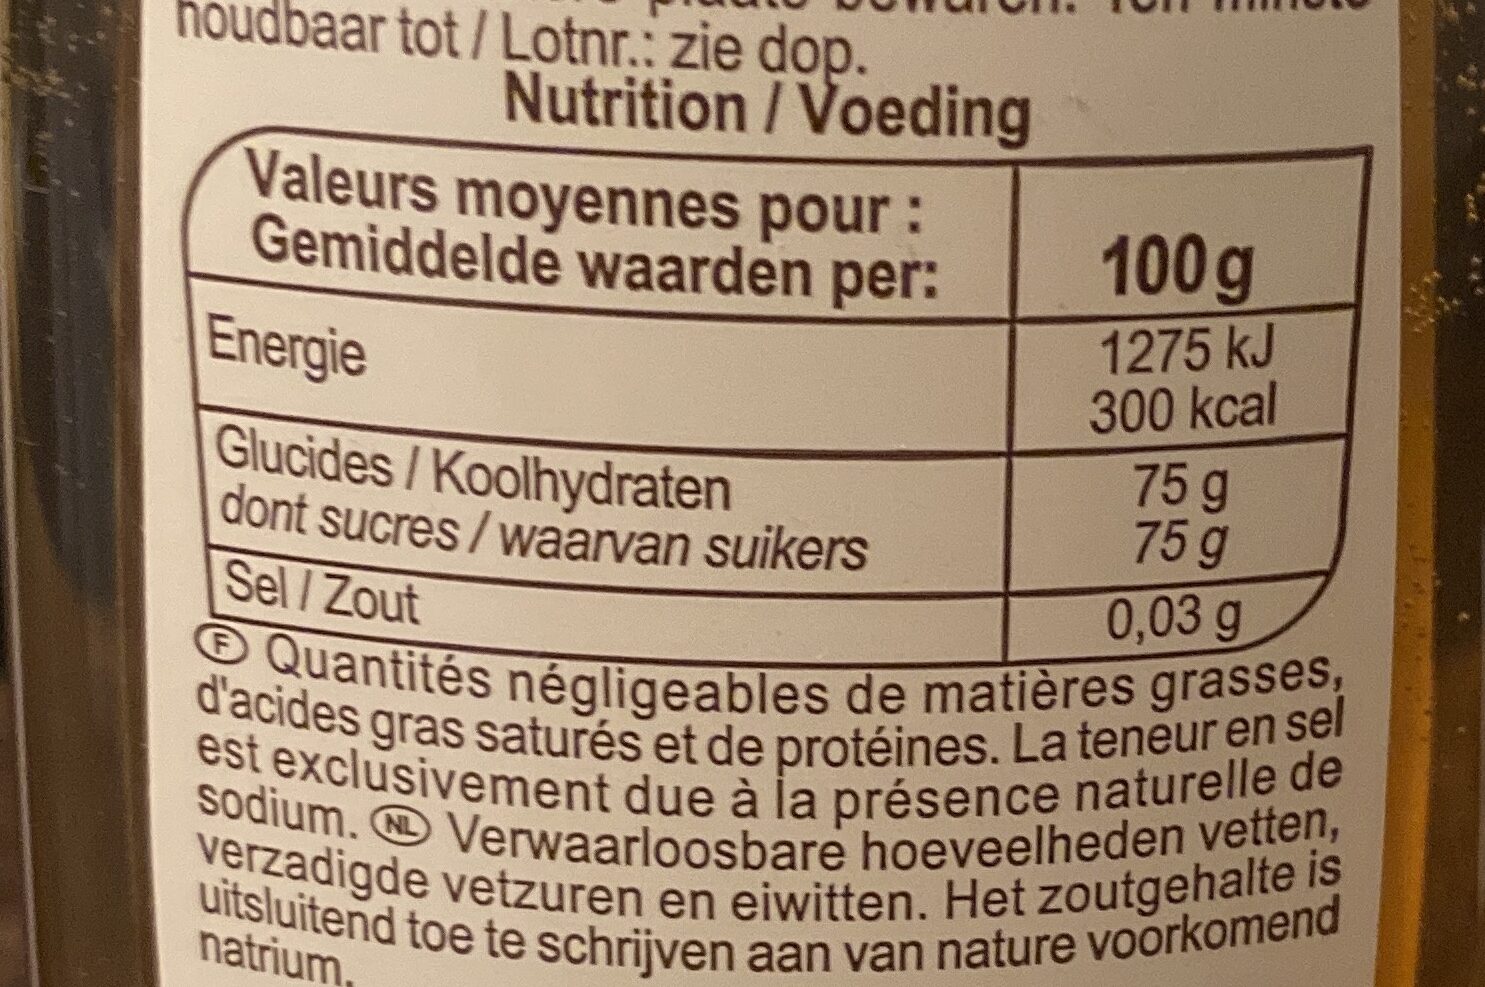 houdbaar tot / Lotnr.: zie dop.
Nutrition / Voeding
Valeurs moyennes pour :
Gemiddelde waarden per:
100 g
Energie
1275 kJ
300 kcal
Glucides / Koolhydraten
75 g
dont sucres / waarvan suikers
75 g
Sel / Zout
0,03 g
F Quantités négligeables de matières grasses,
d'acides gras saturés et de protéines. La teneur en sel
est exclusivement due à la présence naturelle de
sodium. NL Verwaarloosbare hoeveelheden vetten,
verzadigde vetzuren en eiwitten. Het zoutgehalte is
uitsluitend toe te schrijven aan van nature voorkomend
natrium.